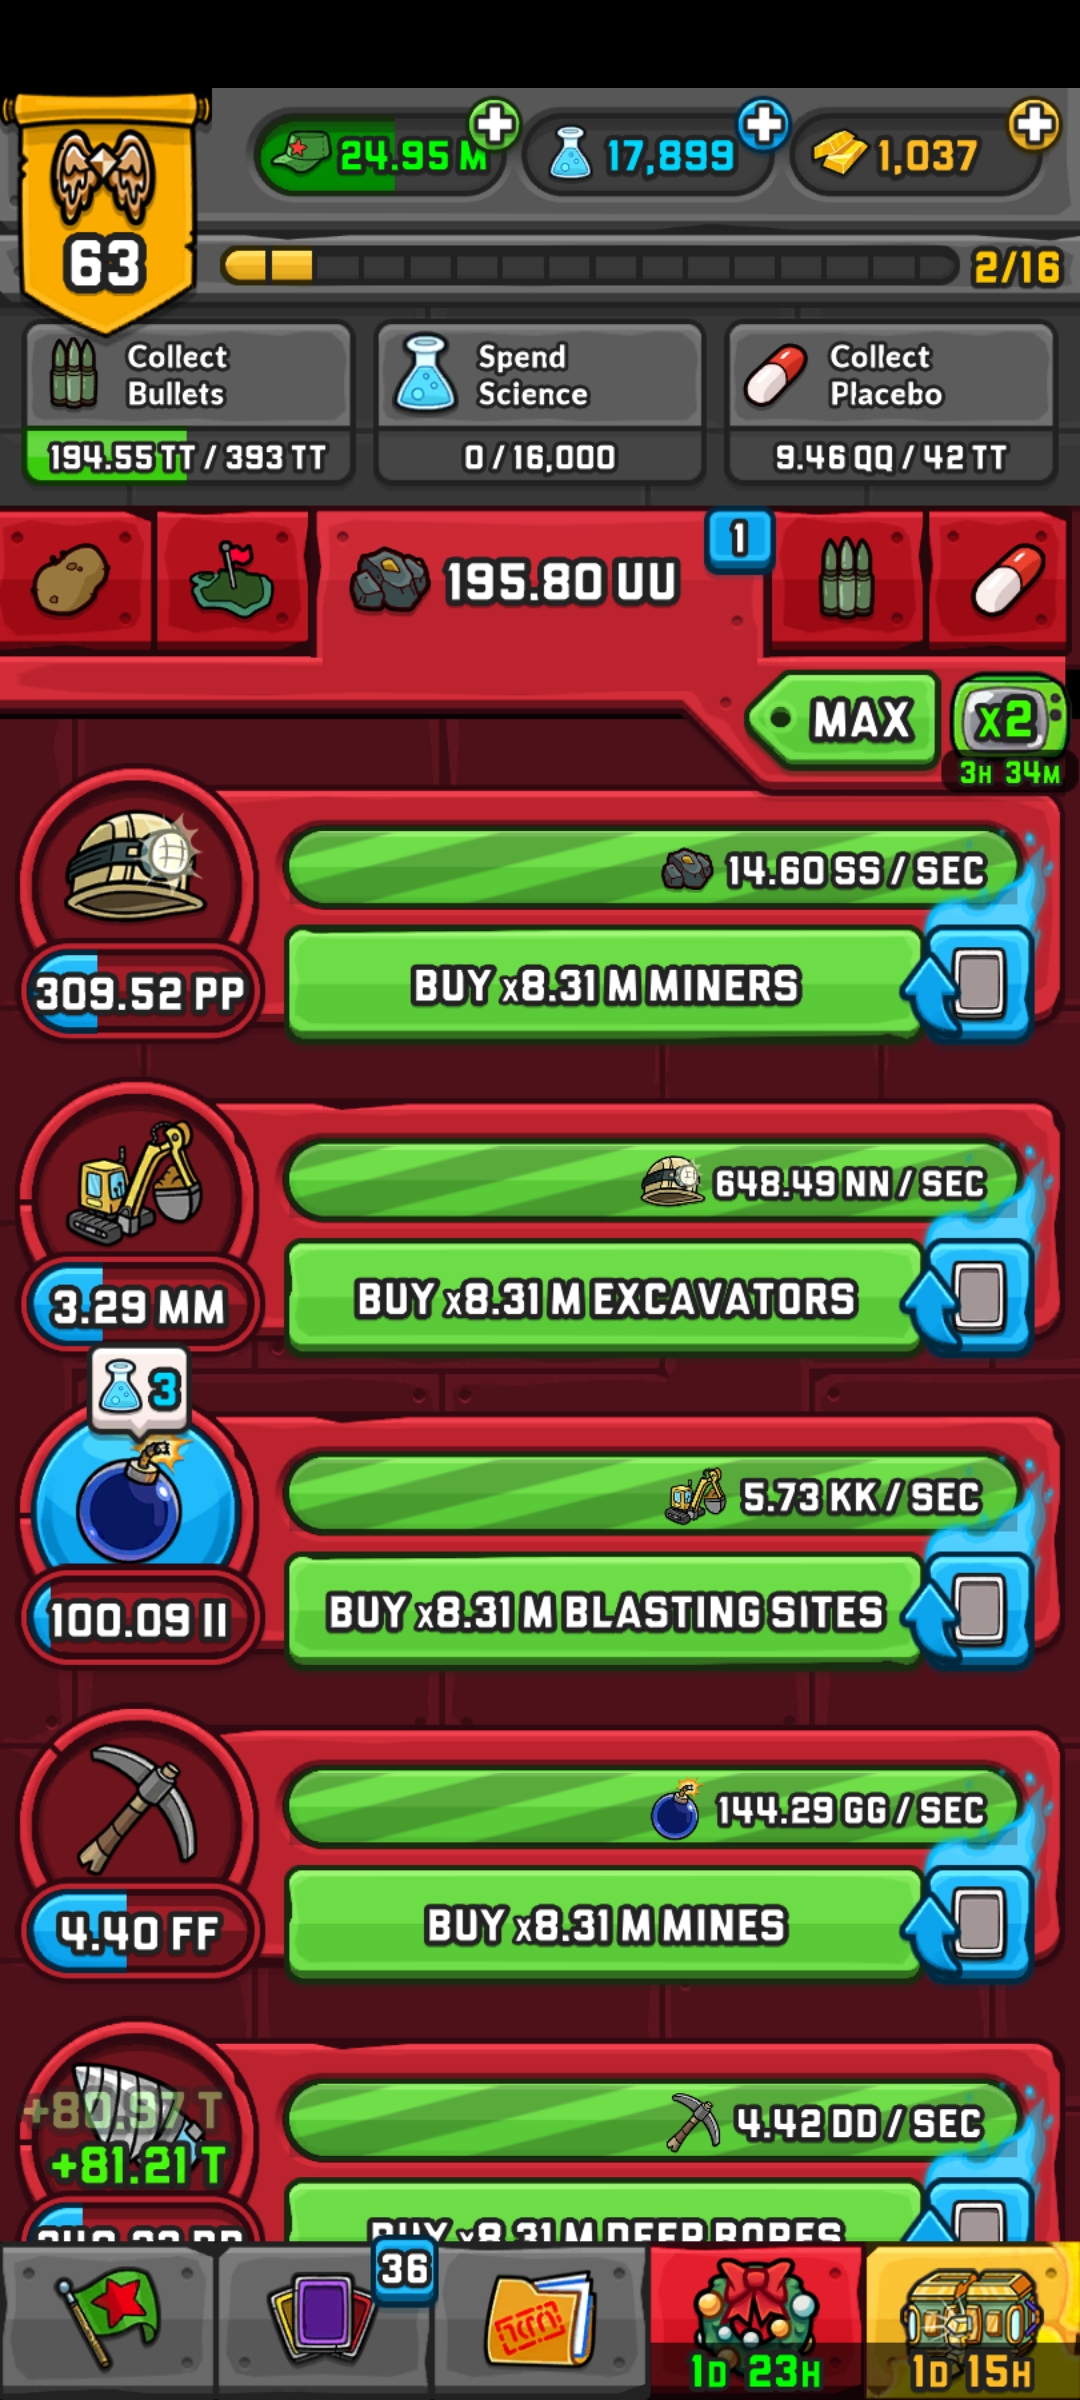 24.95 M
17,899
1,037
63
2/16
Collect
Bullets
Spend
Science
Collect
Placebo
194.55 TT / 393 TT
0 / 16,000
9.46 QQ / 42 TT
195.80 UU
1
MAX
x2
3H 34M
14.60 SS / SEC
309.52 PP
BUY x8.31 M MINERS
648.49 NN / SEC
3.29 MM
BUY x8.31 M EXCAVATORS
3
5.73 KK / SEC
100.09 II
BUY x8.31 M BLASTING SITES
144.29 GG / SEC
4.40 FF
BUY x8.31 M MINES
+80.97 T
+81.21 T
4.42 DD / SEC
BUY x8.31 M DEEP BORES
36
1D 23H
1D 15H